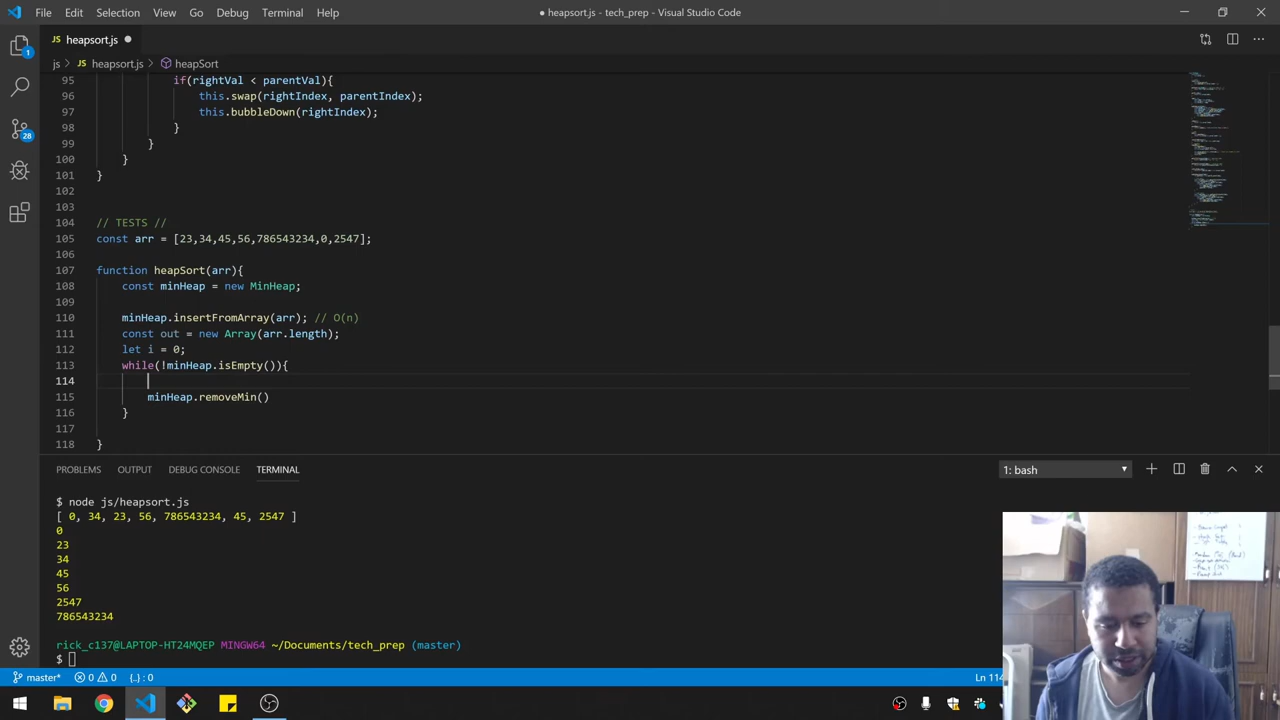 File Edit Selection View Go Debug Terminal Help
● heapsort.js - tech_prep - Visual Studio Code
JS heapsort.js
js > JS heapsort.js > heapSort
95 if(rightVal < parentVal){
96 this.swap(rightIndex, parentIndex);
97 this.bubbleDown(rightIndex);
98 }
99 }
100 }
101 }
102
103
104 // TESTS //
105 const arr = [23,34,45,56,786543234,0,2547];
106
107 function heapSort(arr){
108 const minHeap = new MinHeap;
109
110 minHeap.insertFromArray(arr); // O(n)
111 const out = new Array(arr.length);
112 let i = 0;
113 while(!minHeap.isEmpty()){
114
115 minHeap.removeMin()
116 }
117
118 }
1
28
PROBLEMS OUTPUT DEBUG CONSOLE TERMINAL
1: bash
$ node js/heapsort.js
[ 0, 34, 23, 56, 786543234, 45, 2547 ]
0
23
34
45
56
2547
786543234
rick_c137@LAPTOP-HT24MQEP MINGW64 ~/Documents/tech_prep (master)
$
master* 0 0 {..} : 0
Ln 114